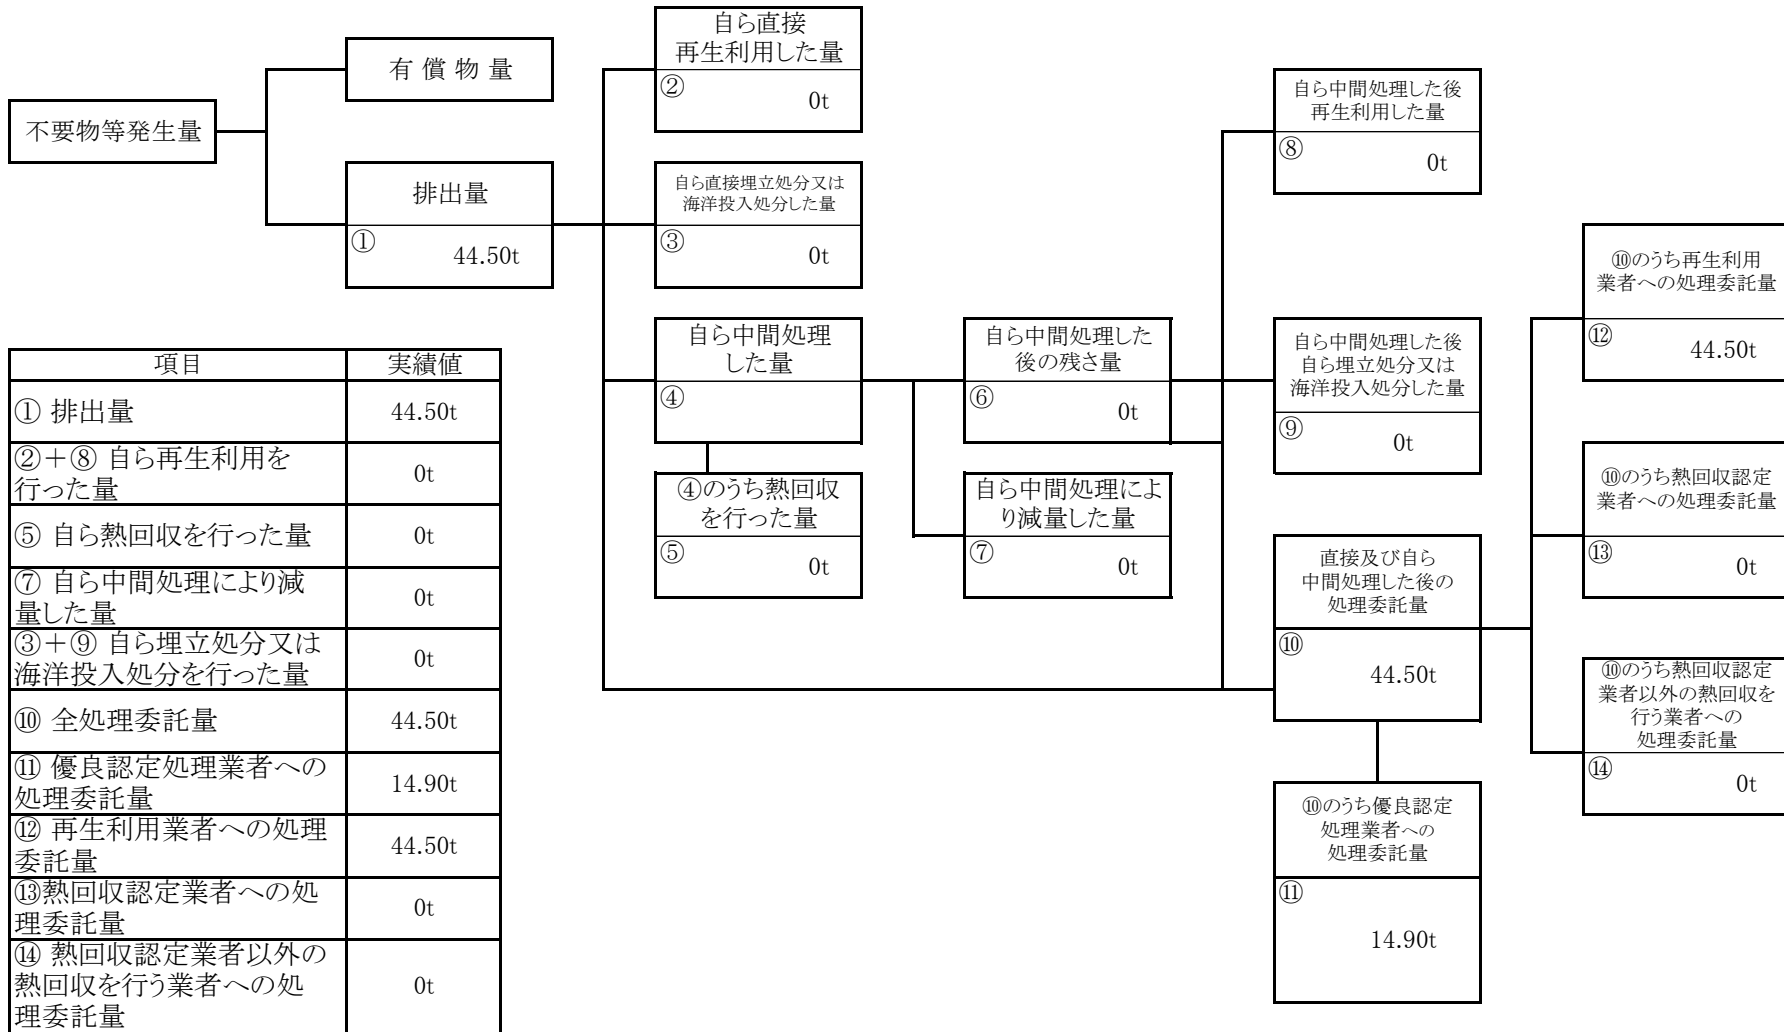 不要物等発生量
有 償 物 量
排出量
①
44.50t
自ら直接
再生利用した量
②
0t
自ら直接埋立処分又は
海洋投入処分した量
③
0t
自ら中間処理
した量
④
④のうち熱回収
を行った量
⑤
0t
自ら中間処理した
後の残さ量
⑥
0t
自ら中間処理によ
り減量した量
⑦
0t
自ら中間処理した後
再生利用した量
⑧
0t
自ら中間処理した後
自ら埋立処分又は
海洋投入処分した量
⑨
0t
直接及び自ら
中間処理した後の
処理委託量
⑩
44.50t
⑩のうち優良認定
処理業者への
処理委託量
⑪
14.90t
⑩のうち再生利用
業者への処理委託量
⑫
44.50t
⑩のうち熱回収認定
業者への処理委託量
⑬
0t
⑩のうち熱回収認定
業者以外の熱回収を
行う業者への
処理委託量
⑭
0t
項目 実績値
① 排出量 44.50t
②＋⑧ 自ら再生利用を
行った量 0t
⑤ 自ら熱回収を行った量 0t
⑦ 自ら中間処理により減
量した量 0t
③＋⑨ 自ら埋立処分又は
海洋投入処分を行った量 0t
⑩ 全処理委託量 44.50t
⑪ 優良認定処理業者への
処理委託量 14.90t
⑫ 再生利用業者への処理
委託量 44.50t
⑬熱回収認定業者への処
理委託量 0t
⑭ 熱回収認定業者以外の
熱回収を行う業者への処
理委託量 0t